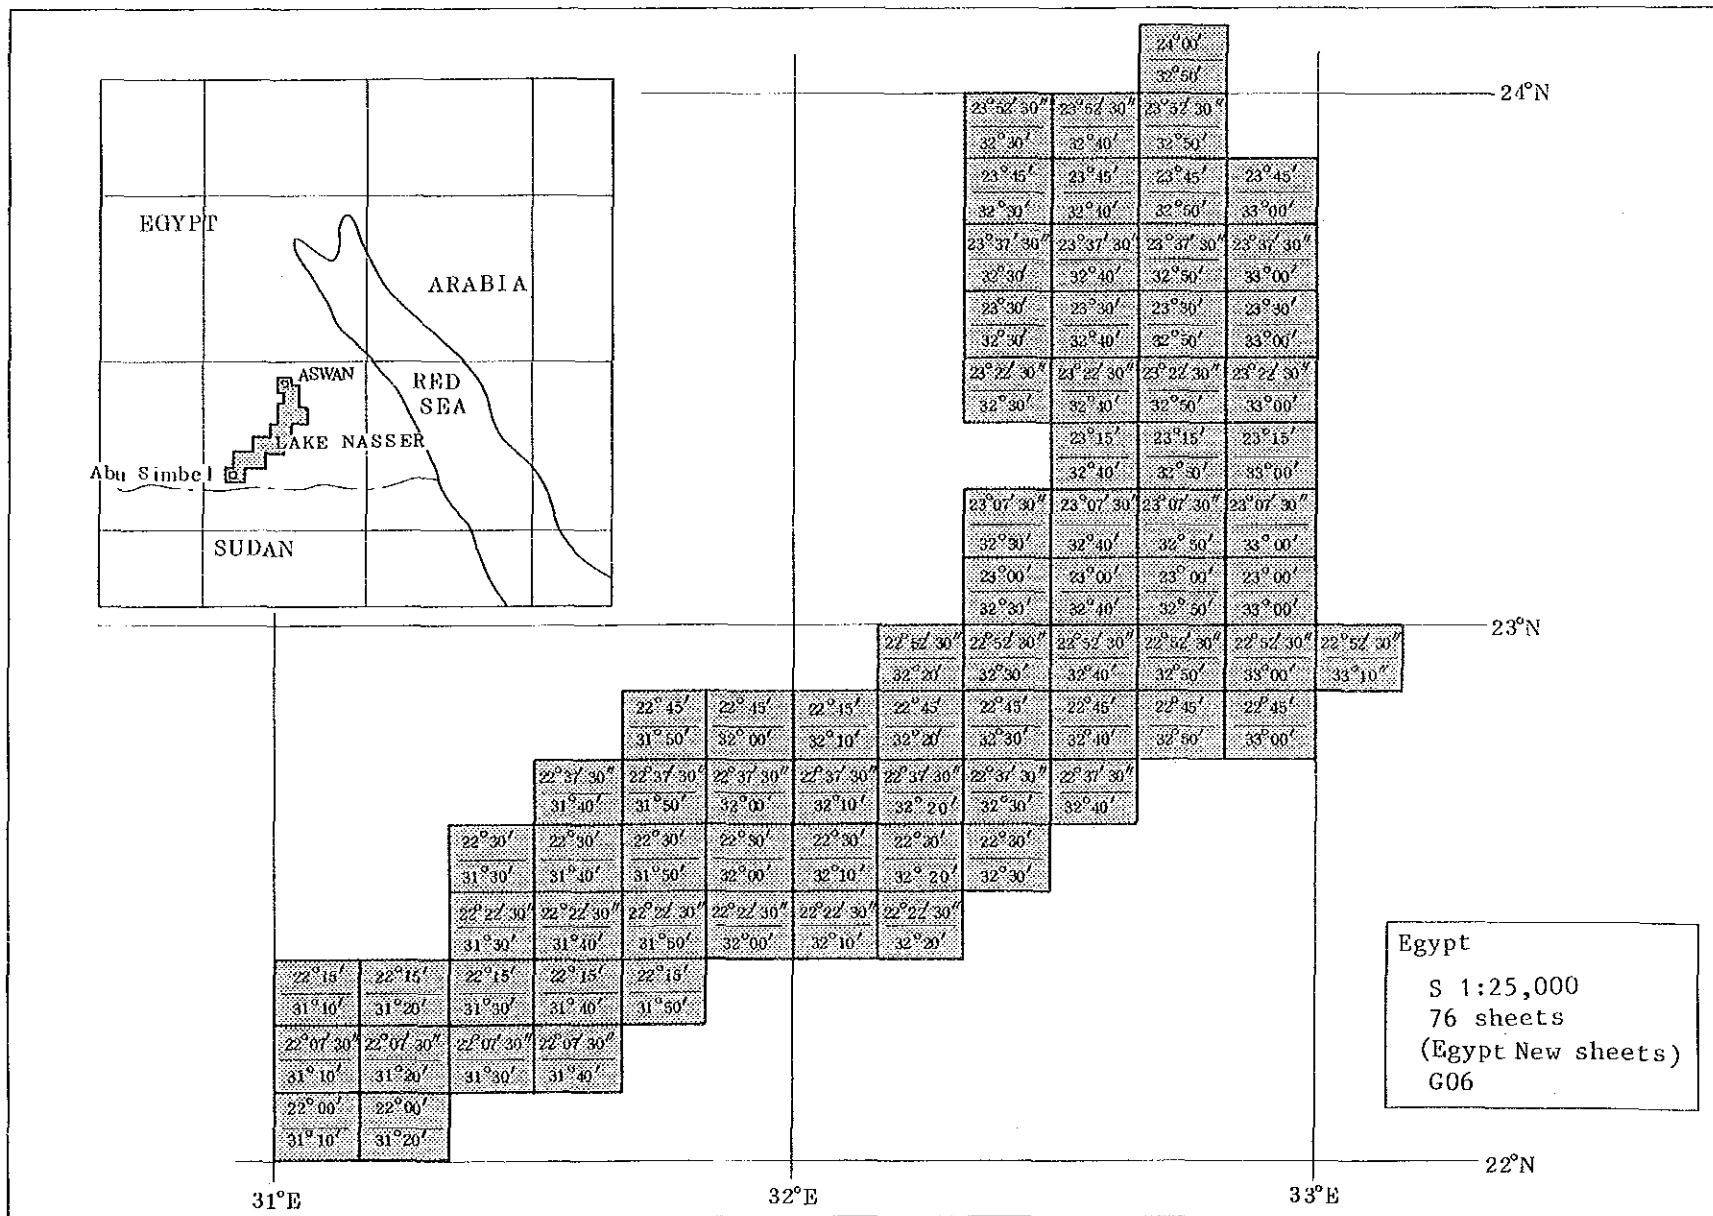 24°00'
32°50'
24°N
23°52'30" 23°52'30" 23°52'30"
32°30' 32°40' 32°50'
23°45' 23°45' 23°45' 23°45'
32°30' 32°40' 32°50' 33°00'
23°37'30" 23°37'30" 23°37'30" 23°37'30"
32°30' 32°40' 32°50' 33°00'
23°30' 23°30' 23°30' 23°30'
32°30' 32°40' 32°50' 33°00'
23°22'30" 23°22'30" 23°22'30" 23°22'30"
32°30' 32°40' 32°50' 33°00'
23°15' 23°15' 23°15'
32°40' 32°50' 33°00'
23°07'30" 23°07'30" 23°07'30" 23°07'30"
32°30' 32°40' 32°50' 33°00'
23°00' 23°00' 23°00' 23°00'
32°30' 32°40' 32°50' 33°00'
23°N
22°52'30" 22°52'30" 22°52'30" 22°52'30" 22°52'30" 22°52'30"
32°20' 32°30' 32°40' 32°50' 33°00' 33°10"
22°45' 22°45' 22°45' 22°45' 22°45' 22°45' 22°45' 22°45'
31°50' 32°00' 32°10' 32°20' 32°30' 32°40' 32°50' 33°00'
22°37'30" 22°37'30" 22°37'30" 22°37'30" 22°37'30" 22°37'30" 22°37'30"
31°40' 31°50' 32°00' 32°10' 32°20' 32°30' 32°40'
22°30' 22°30' 22°30' 22°30' 22°30' 22°30' 22°30'
31°30' 31°40' 31°50' 32°00' 32°10' 32°20' 32°30'
22°22'30" 22°22'30" 22°22'30" 22°22'30" 22°22'30" 22°22'30"
31°30' 31°40' 31°50' 32°00' 32°10' 32°20'
22°15' 22°15' 22°15' 22°15' 22°15'
31°10' 31°20' 31°30' 31°40' 31°50'
22°07'30" 22°07'30" 22°07'30" 22°07'30"
31°10' 31°20' 31°30' 31°40'
22°00' 22°00'
31°10' 31°20'
22°N
31°E 32°E 33°E
EGYPT
ARABIA
RED
SEA
ASWAN
LAKE NASSER
Abu Simbel
SUDAN
Egypt
S 1:25,000
76 sheets
(Egypt New sheets)
G06